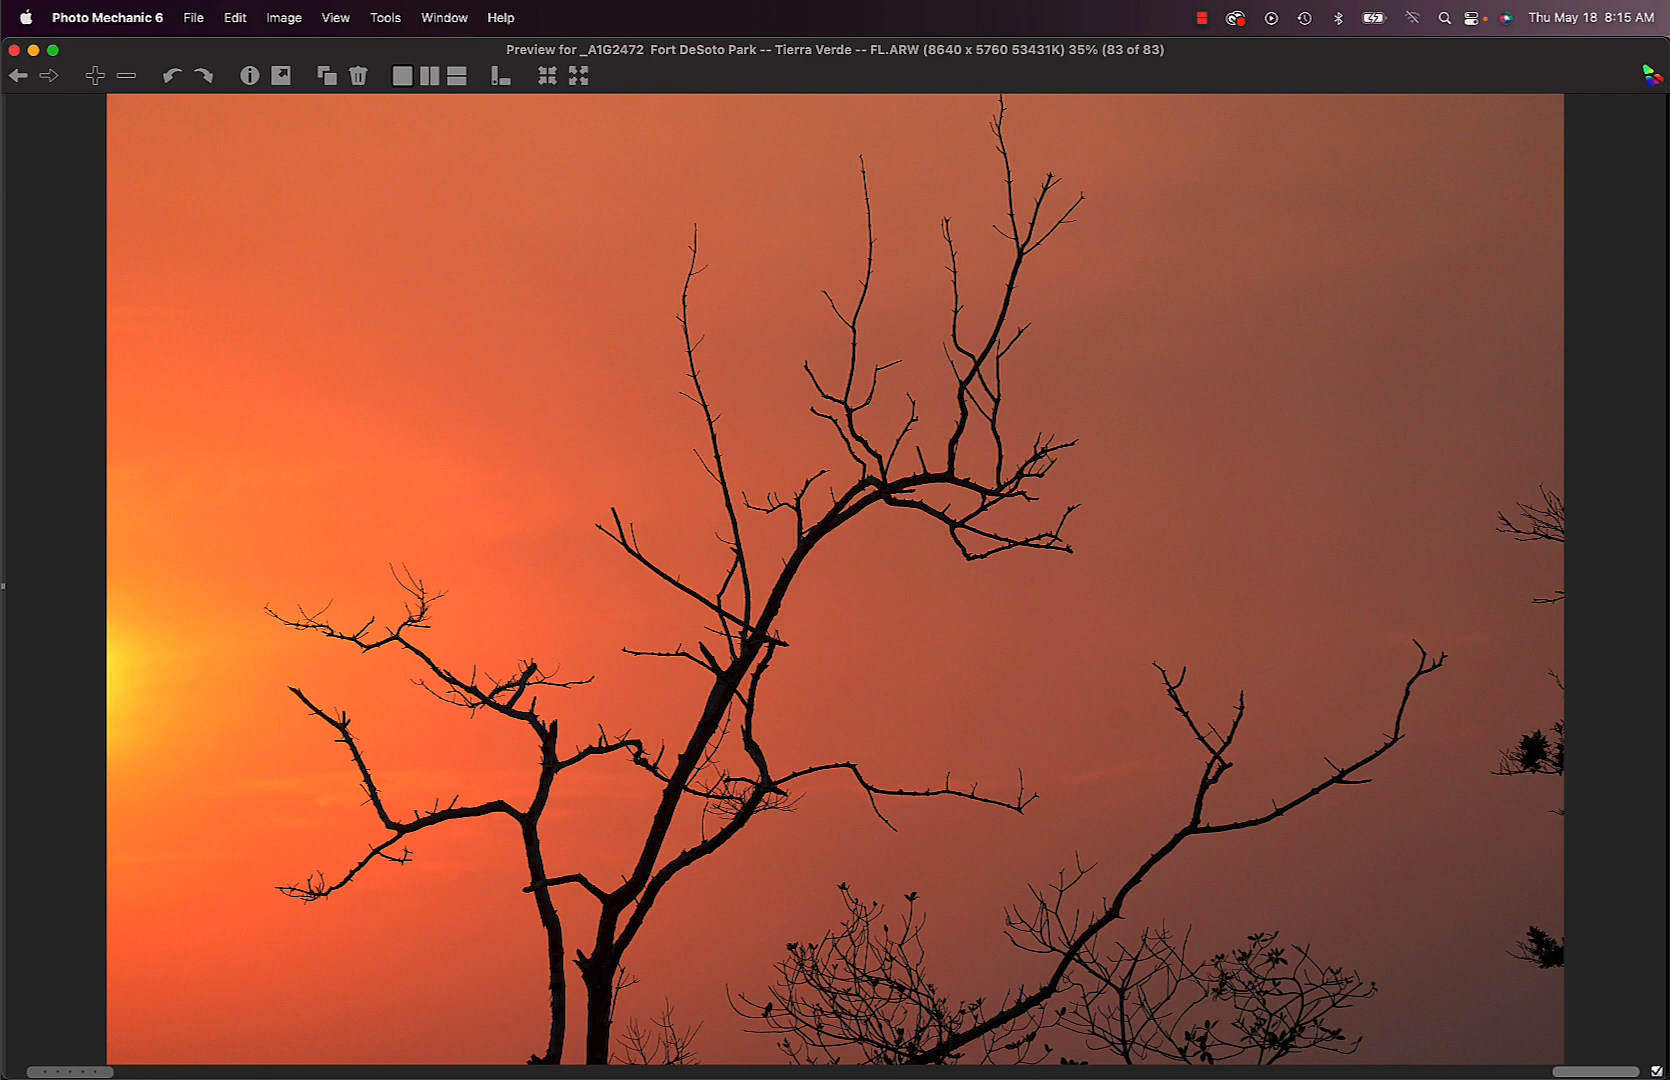 Photo Mechanic 6 File Edit Image View Tools Window Help Thu May 18 8:15 AM
Preview for _A1G2472 Fort DeSoto Park -- Tierra Verde -- FL.ARW (8640 x 5760 53431K) 35% (83 of 83)